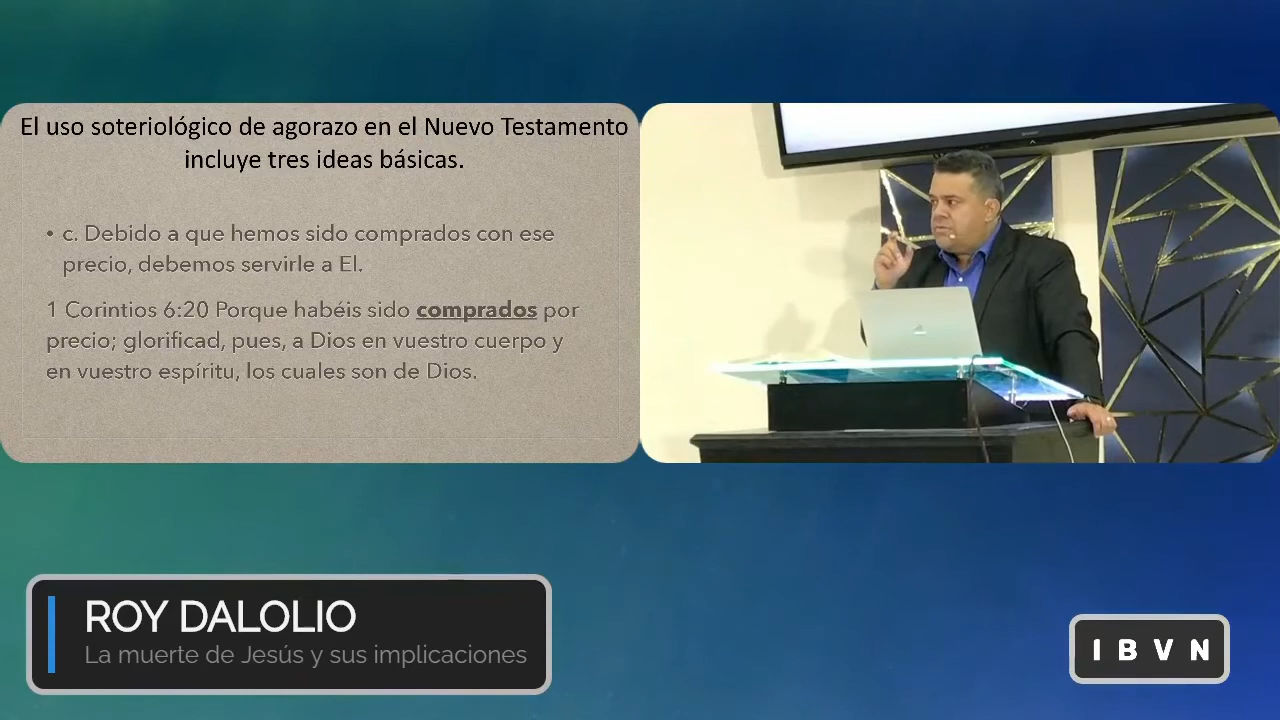 El uso soteriológico de agorazo en el Nuevo Testamento
incluye tres ideas básicas.
• c. Debido a que hemos sido comprados con ese
precio, debemos servirle a El.
1 Corintios 6:20 Porque habéis sido comprados por
precio; glorificad, pues, a Dios en vuestro cuerpo y
en vuestro espíritu, los cuales son de Dios.
ROY DALOLIO
La muerte de Jesús y sus implicaciones
IBVN